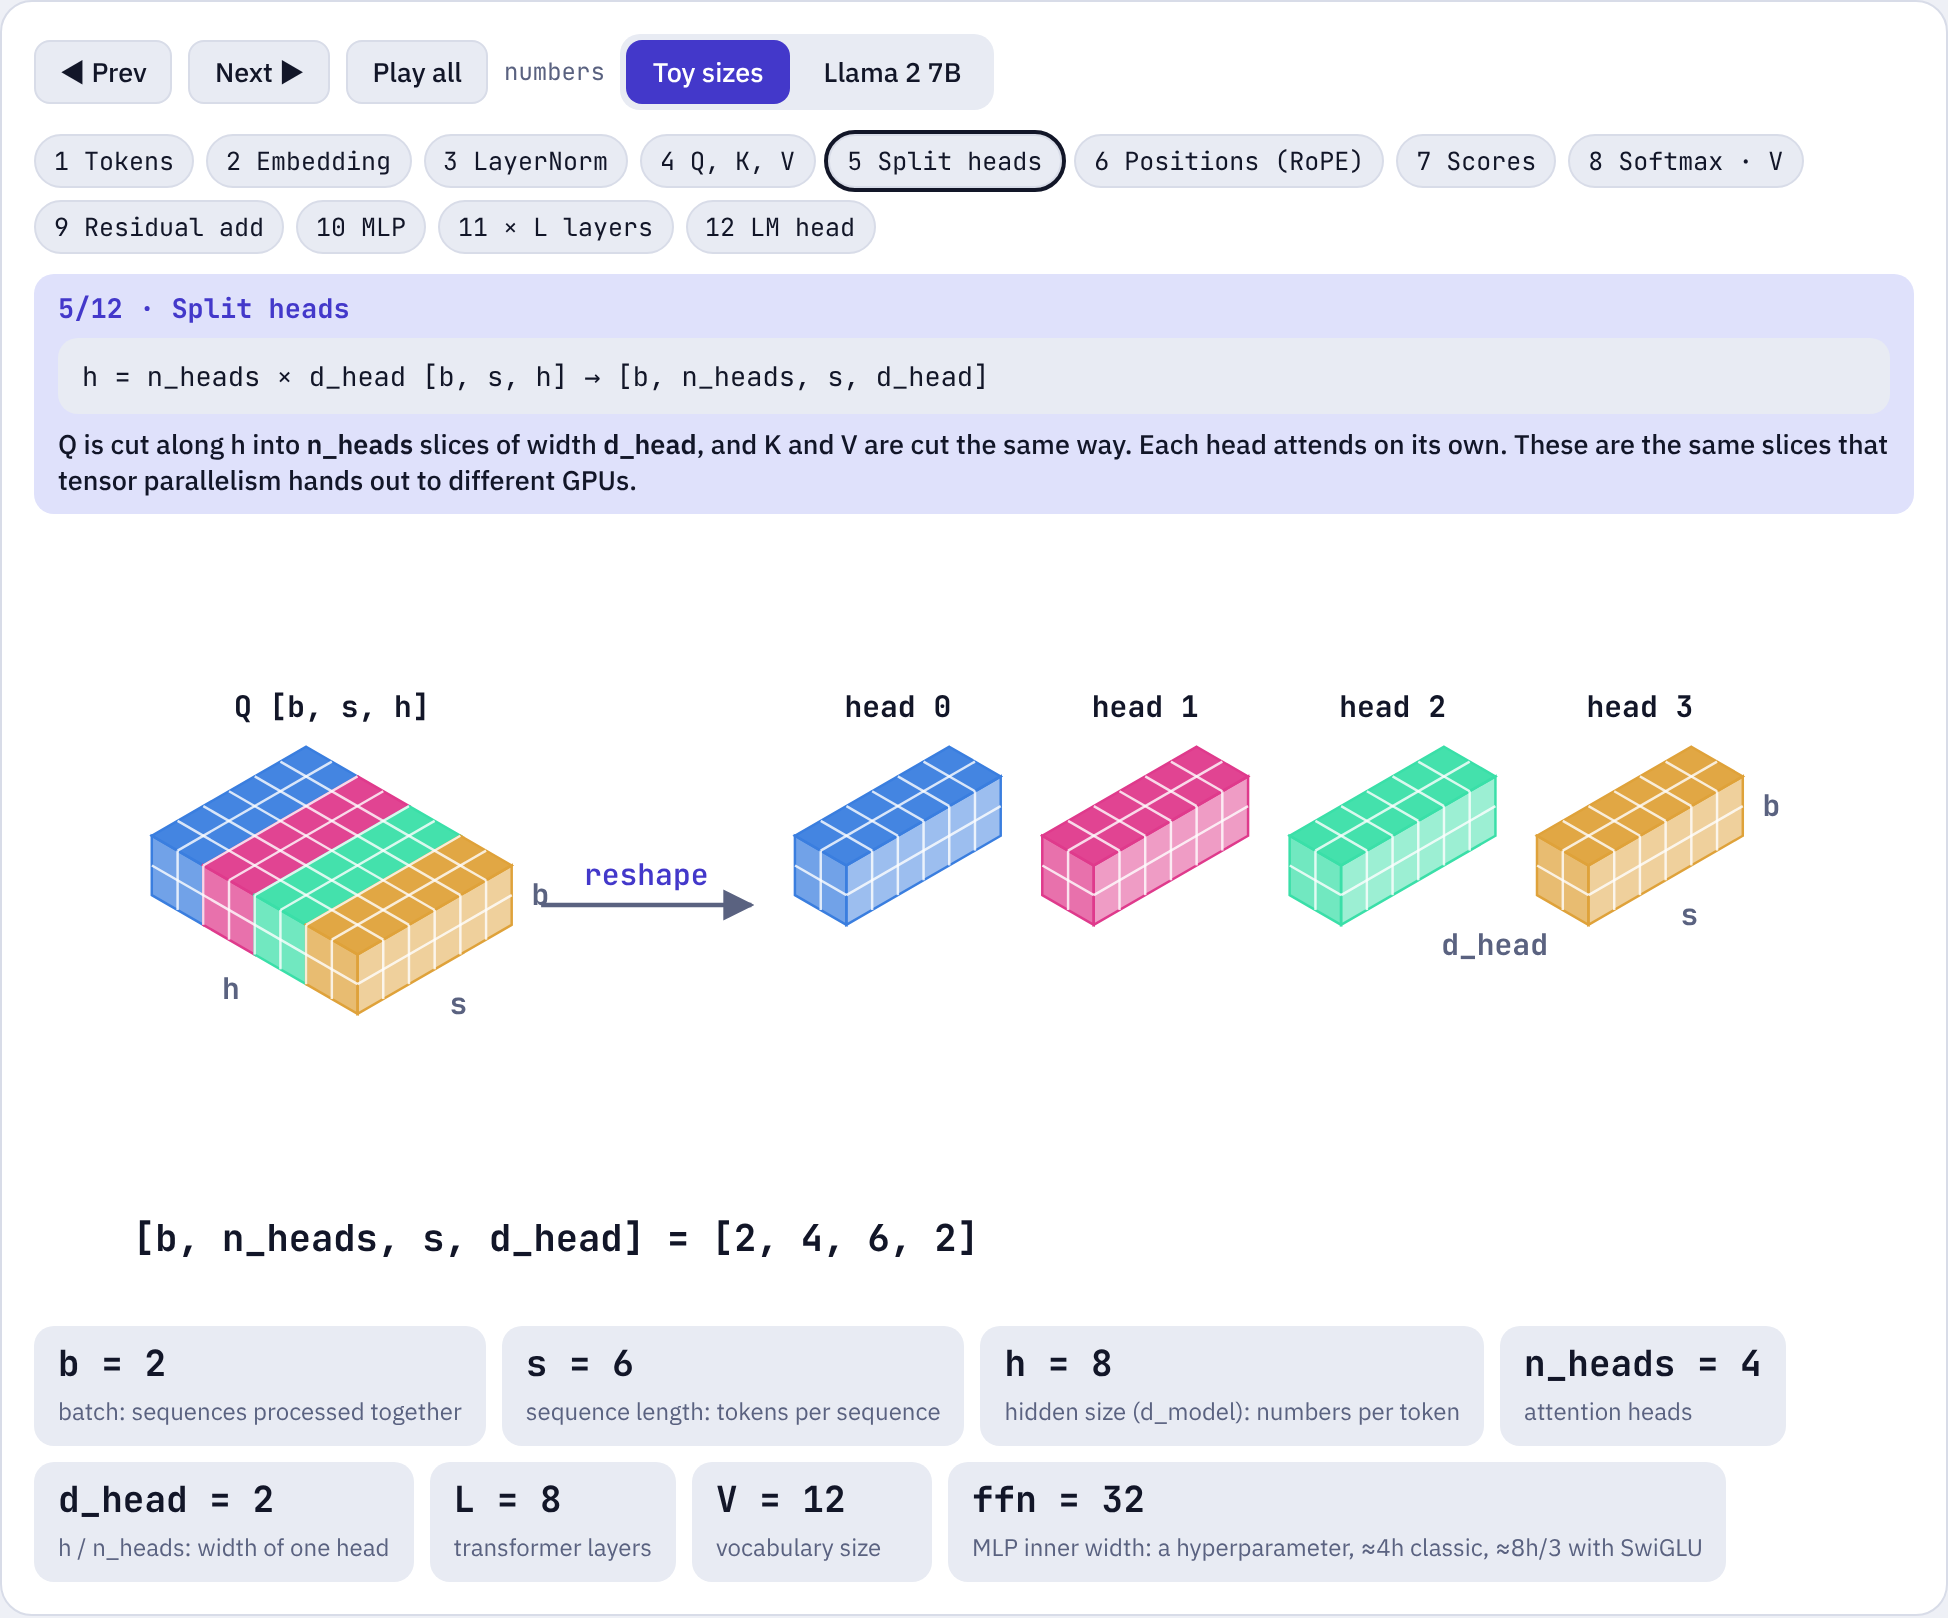 ◀ Prev
Next ▶
Play all
numbers
Toy sizes
Llama 2 7B
1 Tokens
2 Embedding
3 LayerNorm
4 Q, K, V
5 Split heads
6 Positions (RoPE)
7 Scores
8 Softmax · V
9 Residual add
10 MLP
11 × L layers
12 LM head
5/12 · Split heads
h = n_heads × d_head [b, s, h] → [b, n_heads, s, d_head]
Q is cut along h into n_heads slices of width d_head, and K and V are cut the same way. Each head attends on its own. These are the same slices that
tensor parallelism hands out to different GPUs.
Q [b, s, h]
head 0
head 1
head 2
head 3
b
reshape
b
h
s
d_head
s
[b, n_heads, s, d_head] = [2, 4, 6, 2]
b = 2
batch: sequences processed together
s = 6
sequence length: tokens per sequence
h = 8
hidden size (d_model): numbers per token
n_heads = 4
attention heads
d_head = 2
h / n_heads: width of one head
L = 8
transformer layers
V = 12
vocabulary size
ffn = 32
MLP inner width: a hyperparameter, ≈4h classic, ≈8h/3 with SwiGLU